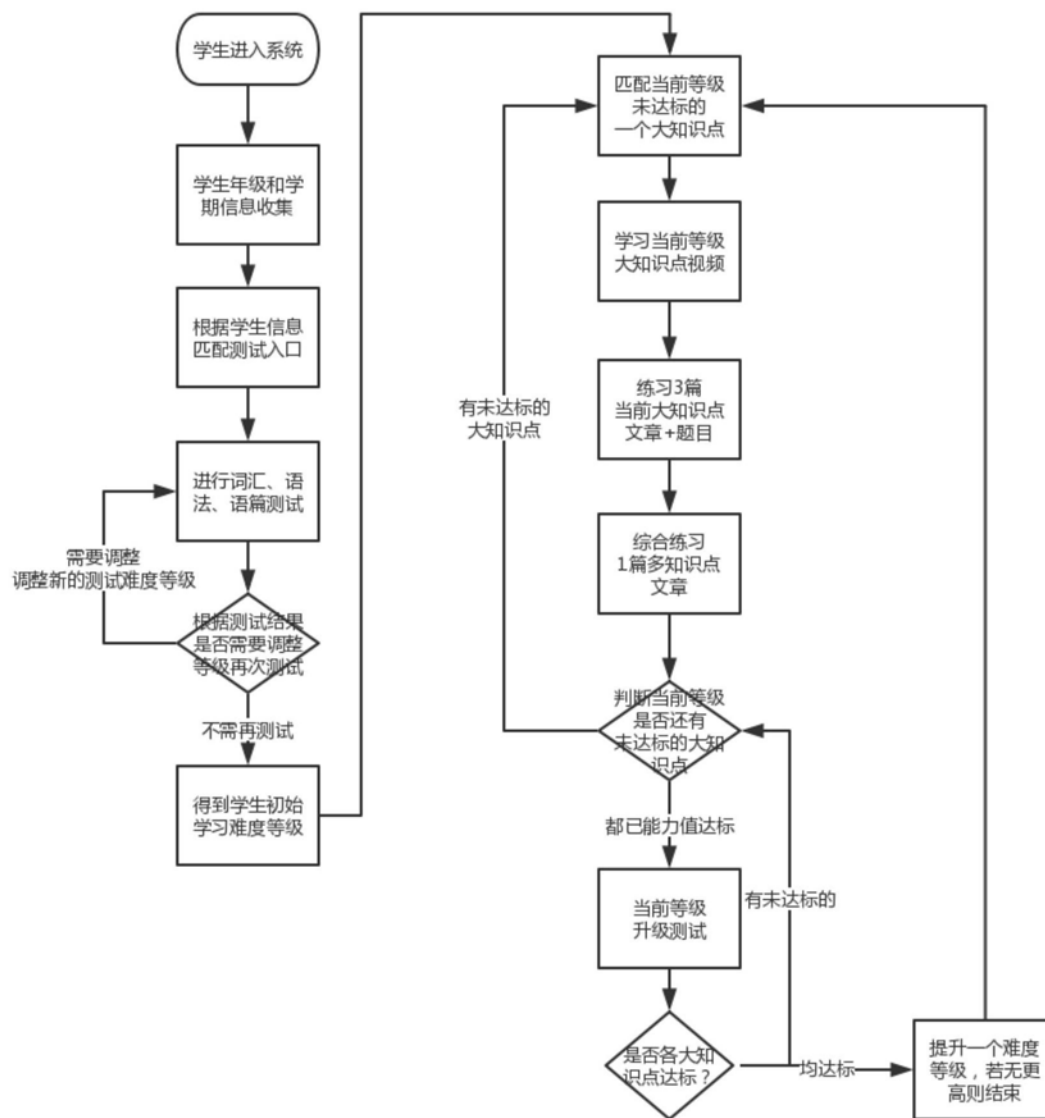 学生进入系统
学生年级和学
期信息收集
根据学生信息
匹配测试入口
进行词汇、语
法、语篇测试
需要调整
调整新的测试难度等级
根据测试结果
是否需要调整
等级再次测试
不需再测试
得到学生初始
学习难度等级
匹配当前等级
未达标的
一个大知识点
学习当前等级
大知识点视频
练习3篇
当前大知识点
文章+题目
有未达标的
大知识点
综合练习
1篇多知识点
文章
判断当前等级
是否还有
未达标的大知
识点
都已能力值达标
当前等级
升级测试
有未达标的
是否各大知
识点达标？
均达标
提升一个难度
等级，若无更
高则结束